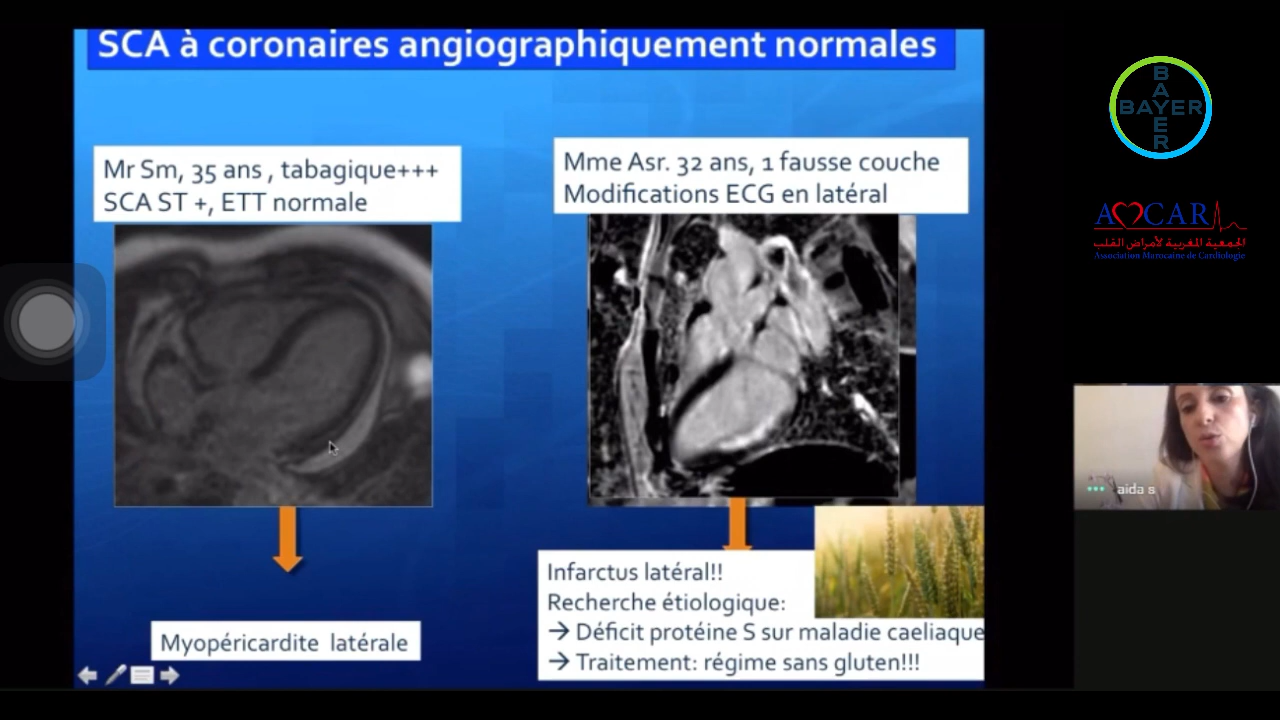 SCA à coronaires angiographiquement normales
Mr Sm, 35 ans , tabagique+++
SCA ST +, ETT normale
Mme Asr. 32 ans, 1 fausse couche
Modifications ECG en latéral
Myopéricardite latérale
Infarctus latéral!!
Recherche étiologique:
→ Déficit protéine S sur maladie caeliaque
→ Traitement: régime sans gluten!!!
BAYER
BAYER
AMCAR
الجمعية المغربية لأمراض القلب
Association Marocaine de Cardiologie
aida s